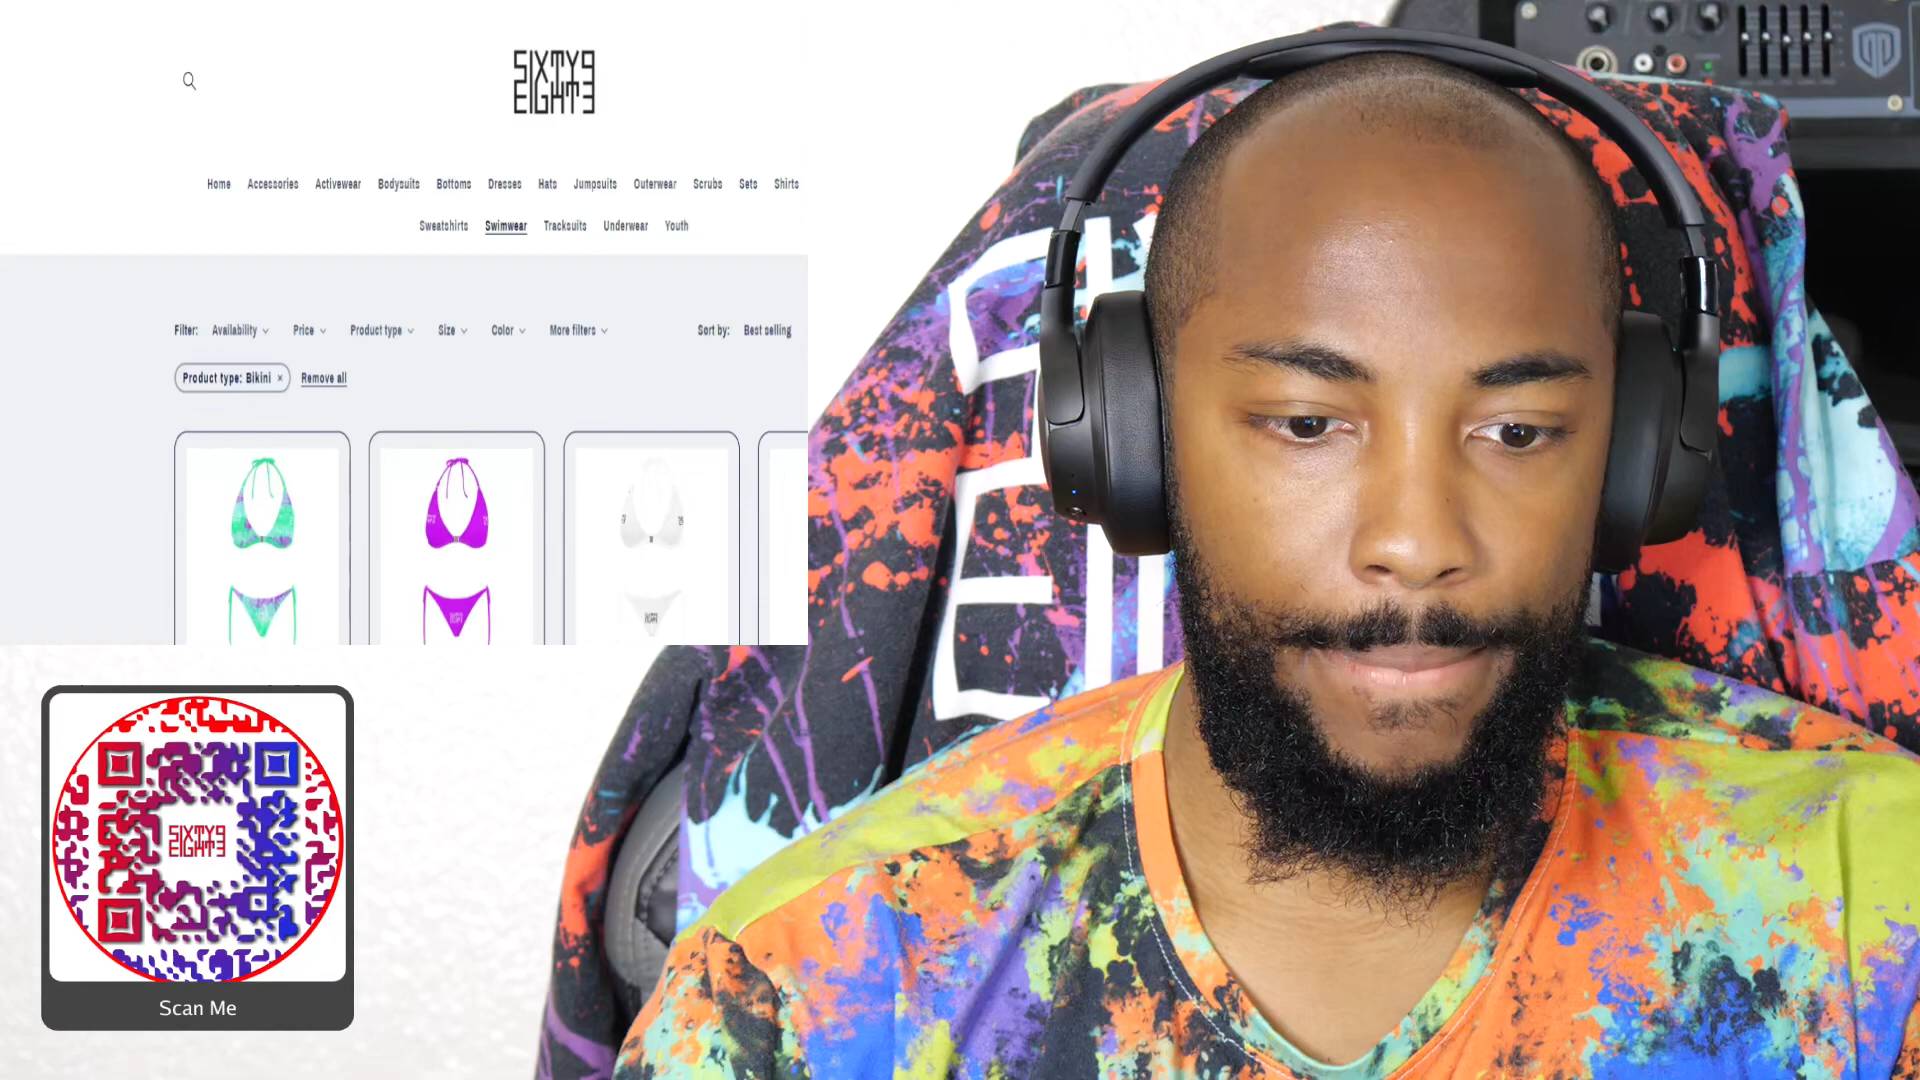 SIXTY9
EIGHT3
Home Accessories Activewear Bodysuits Bottoms Dresses Hats Jumpsuits Outerwear Scrubs Sets Shirts
Sweatshirts Swimwear Tracksuits Underwear Youth
Filter: Availability Price Product type Size Color More filters Sort by: Best selling
Product type: Bikini × Remove all
SIXTY9
EIGHT3
Scan Me